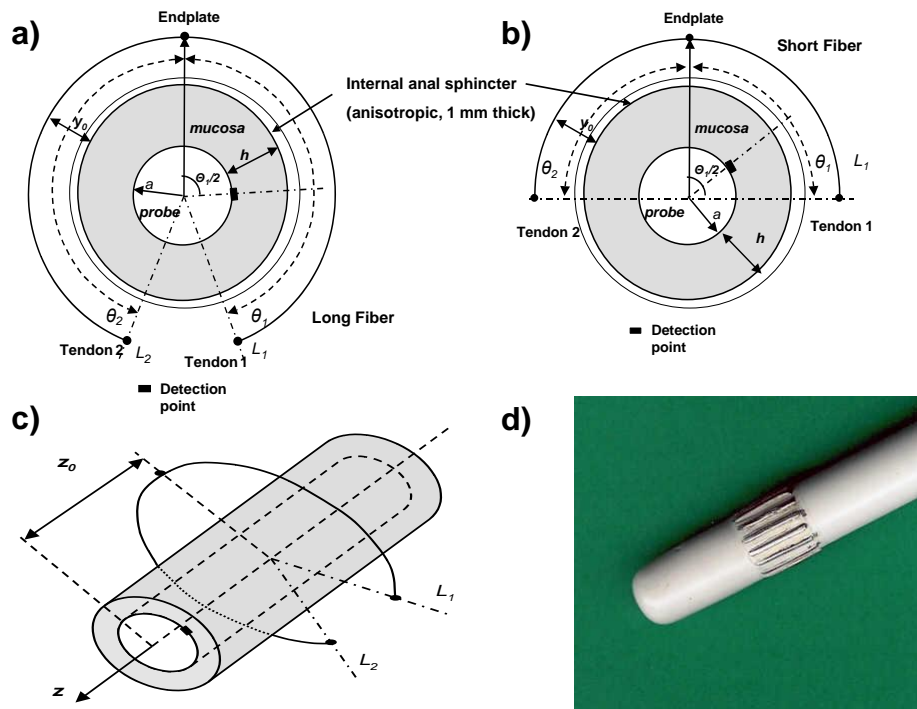 a)
Endplate
y₀
mucosa
h
Θ₁/2
a
probe
θ₂
θ₁
Long Fiber
Tendon 2
L₂
Tendon 1
L₁
Detection
point
Internal anal sphincter
(anisotropic, 1 mm thick)
b)
Endplate
Short Fiber
y₀
mucosa
θ₂
Θ₁/2
θ₁
L₁
probe
a
h
Tendon 2
Tendon 1
Detection
point
c)
z₀
L₁
L₂
z
d)